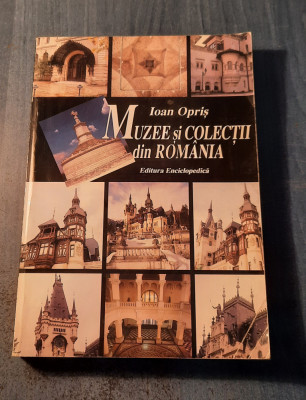 Ioan Opriș
MUZEE și COLECȚII
din ROMÂNIA
Editura Enciclopedică